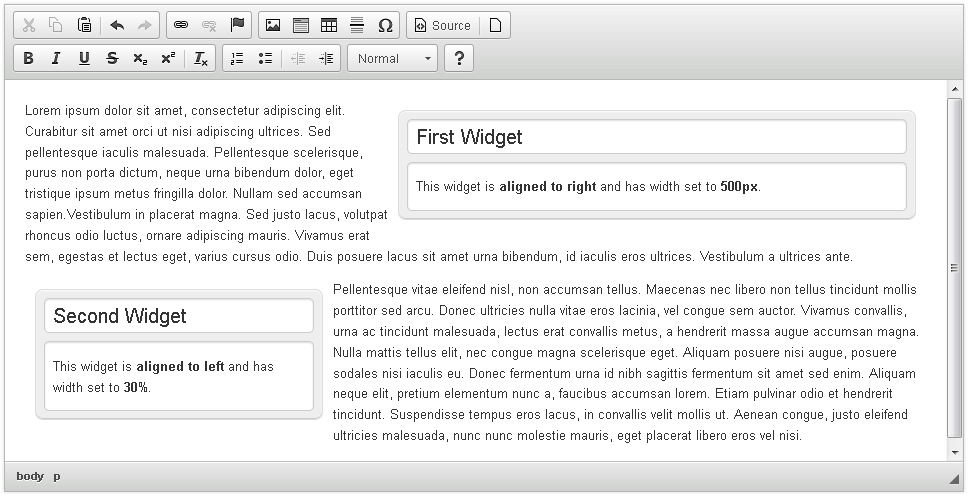 Source
B I U S x₂ x² Tx
Normal
?
Lorem ipsum dolor sit amet, consectetur adipiscing elit.
Curabitur sit amet orci ut nisi adipiscing ultrices. Sed
pellentesque iaculis malesuada. Pellentesque scelerisque,
purus non porta dictum, neque urna bibendum dolor, eget
tristique ipsum metus fringilla dolor. Nullam sed accumsan
sapien.Vestibulum in placerat magna. Sed justo lacus, volutpat
rhoncus odio luctus, ornare adipiscing mauris. Vivamus erat
sem, egestas et lectus eget, varius cursus odio. Duis posuere lacus sit amet urna bibendum, id iaculis eros ultrices. Vestibulum a ultrices ante.
First Widget
This widget is aligned to right and has width set to 500px.
Second Widget
This widget is aligned to left and has
width set to 30%.
Pellentesque vitae eleifend nisl, non accumsan tellus. Maecenas nec libero non tellus tincidunt mollis
porttitor sed arcu. Donec ultricies nulla vitae eros lacinia, vel congue sem auctor. Vivamus convallis,
urna ac tincidunt malesuada, lectus erat convallis metus, a hendrerit massa augue accumsan magna.
Nulla mattis tellus elit, nec congue magna scelerisque eget. Aliquam posuere nisi augue, posuere
sodales nisi iaculis eu. Donec fermentum urna id nibh sagittis fermentum sit amet sed enim. Aliquam
neque elit, pretium elementum nunc a, faucibus accumsan lorem. Etiam pulvinar odio et hendrerit
tincidunt. Suspendisse tempus eros lacus, in convallis velit mollis ut. Aenean congue, justo eleifend
ultricies malesuada, nunc nunc molestie mauris, eget placerat libero eros vel nisi.
body p